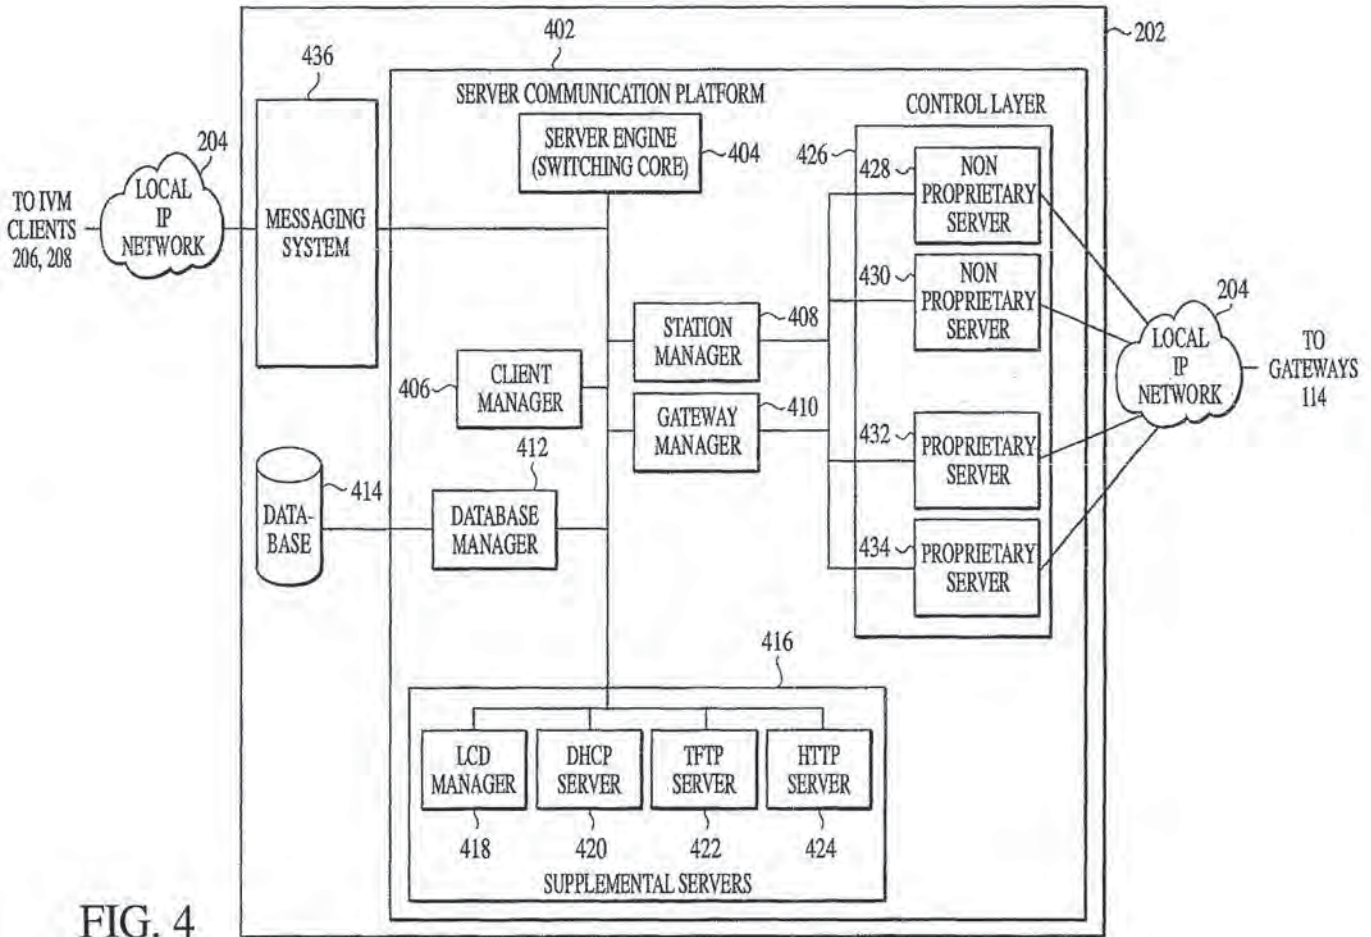 202
402
436
SERVER COMMUNICATION PLATFORM
CONTROL LAYER
SERVER ENGINE
(SWITCHING CORE)
404
426
428
NON
PROPRIETARY
SERVER
204
LOCAL
IP
NETWORK
TO IVM
CLIENTS
206, 208
MESSAGING
SYSTEM
430
NON
PROPRIETARY
SERVER
204
LOCAL
IP
NETWORK
TO
GATEWAYS
114
STATION
MANAGER
408
406
CLIENT
MANAGER
GATEWAY
MANAGER
410
432
PROPRIETARY
SERVER
412
DATABASE
MANAGER
414
DATA-
BASE
434
PROPRIETARY
SERVER
416
LCD
MANAGER
DHCP
SERVER
TFTP
SERVER
HTTP
SERVER
418
420
422
424
SUPPLEMENTAL SERVERS
FIG. 4